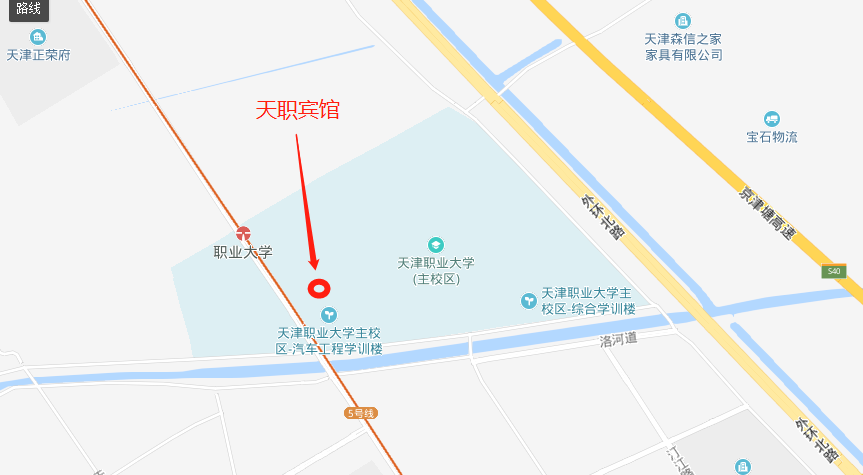 路线
天津正荣府
天津森信之家
家具有限公司
天职宾馆
宝石物流
京津塘高速
外环北路
职业大学
天津职业大学
(主校区)
S40
天津职业大学主
校区-综合学训楼
天津职业大学主校
区-汽车工程学训楼
洛河道
5号线
外环北路
汀江路